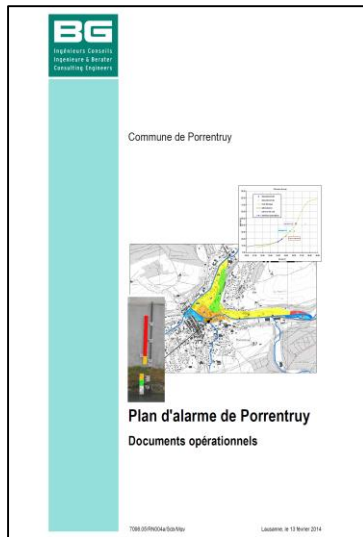 BG
Ingénieurs Conseils
Ingenieure & Berater
Consulting Engineers
Commune de Porrentruy
Plan d'alarme de Porrentruy
Documents opérationnels
Lausanne, le 13 février 2014